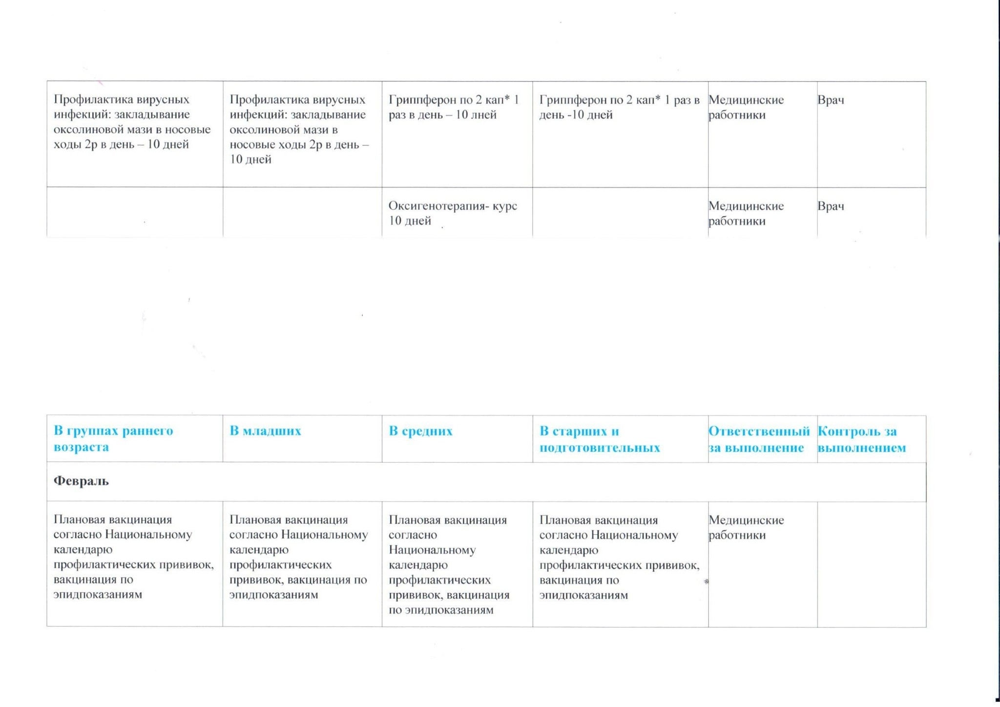 Профилактика вирусных
инфекций: закладывание
оксолиновой мази в носовые
ходы 2р в день – 10 дней
Профилактика вирусных
инфекций: закладывание
оксолиновой мази в
носовые ходы 2р в день –
10 дней
Гриппферон по 2 кап* 1
раз в день – 10 лней
Гриппферон по 2 кап* 1 раз в
день -10 дней
Медицинские
работники
Врач
Оксигенотерапия- курс
10 дней
Медицинские
работники
Врач
В группах раннего
возраста
В младших
В средних
В старших и
подготовительных
Ответственный
за выполнение
Контроль за
выполнением
Февраль
Плановая вакцинация
согласно Национальному
календарю
профилактических прививок,
вакцинация по
эпидпоказаниям
Плановая вакцинация
согласно Национальному
календарю
профилактических
прививок, вакцинация по
эпидпоказаниям
Плановая вакцинация
согласно
Национальному
календарю
профилактических
прививок, вакцинация
по эпидпоказаниям
Плановая вакцинация
согласно Национальному
календарю
профилактических прививок,
вакцинация по
эпидпоказаниям
Медицинские
работники